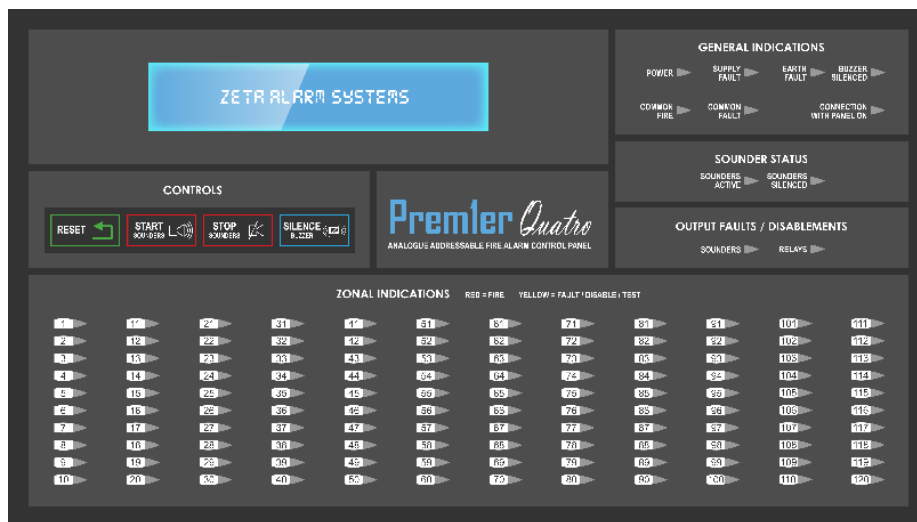 ZETA ALARM SYSTEMS
GENERAL INDICATIONS
POWER
SUPPLY
FAULT
EARTH
FAULT
BUZZER
SILENCED
COMMON
FIRE
COMMON
FAULT
CONNECTION
WITH PANEL ON
SOUNDER STATUS
SOUNDERS
ACTIVE
SOUNDERS
SILENCED
CONTROLS
RESET
START
SOUNDERS
STOP
SOUNDERS
SILENCE
BUZZER
Prem1er Quatro
ANALOGUE ADDRESSABLE FIRE ALARM CONTROL PANEL
OUTPUT FAULTS / DISABLEMENTS
SOUNDERS RELAYS
ZONAL INDICATIONS RED = FIRE YELLOW = FAULT / DISABLE / TEST
1 11 21 31 41 51 61 71 81 91 101 111
2 12 22 32 42 52 62 72 82 92 102 112
3 13 23 33 43 53 63 73 83 93 103 113
4 14 24 34 44 54 64 74 84 94 104 114
5 15 25 35 45 55 65 75 85 95 105 115
6 16 26 36 46 56 66 76 86 96 106 116
7 17 27 37 47 57 67 77 87 97 107 117
8 18 28 38 48 58 68 78 88 98 108 118
9 19 29 39 49 59 69 79 89 99 109 119
10 20 30 40 50 60 70 80 90 100 110 120